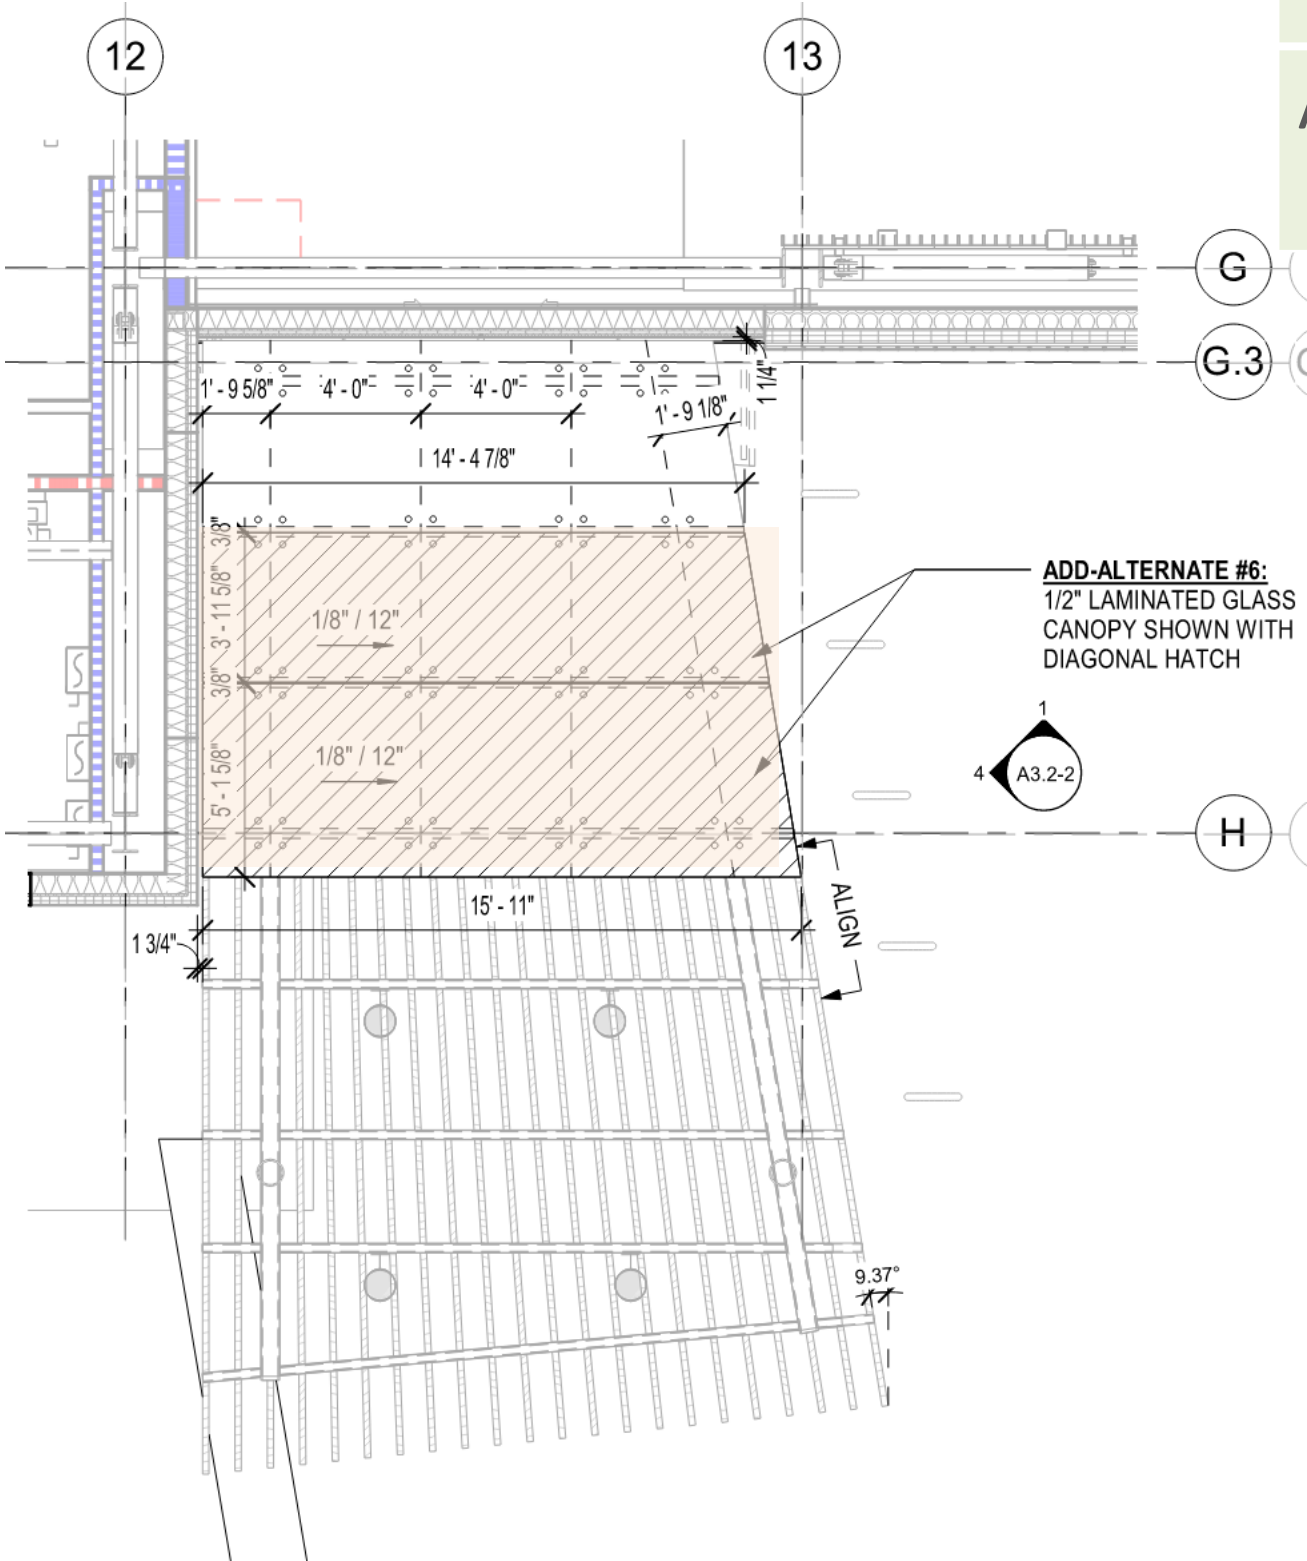 12
13
G
G.3
1' - 9 5/8"
4' - 0"
4' - 0"
1' - 9 1/8"
1 1/4"
14' - 4 7/8"
3/8"
3' - 11 5/8"
1/8" / 12"
3/8"
5' - 1 5/8"
1/8" / 12"
ADD-ALTERNATE #6:
1/2" LAMINATED GLASS
CANOPY SHOWN WITH
DIAGONAL HATCH
1
4
A3.2-2
H
15' - 11"
1 3/4"
ALIGN
9.37°